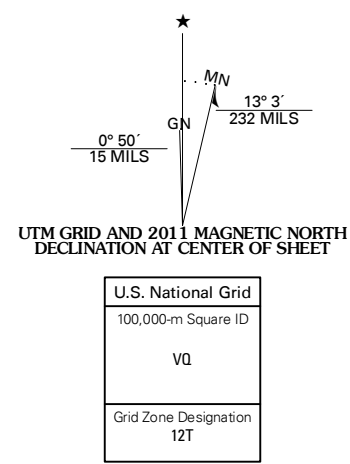 ★
MN
13° 3´
232 MILS
GN
0° 50´
15 MILS
UTM GRID AND 2011 MAGNETIC NORTH
DECLINATION AT CENTER OF SHEET
U.S. National Grid
100,000-m Square ID
VQ
Grid Zone Designation
12T